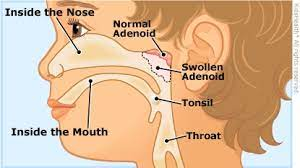 Inside the Nose
Normal
Adenoid
Swollen
Adenoid
Tonsil
Inside the Mouth
Throat